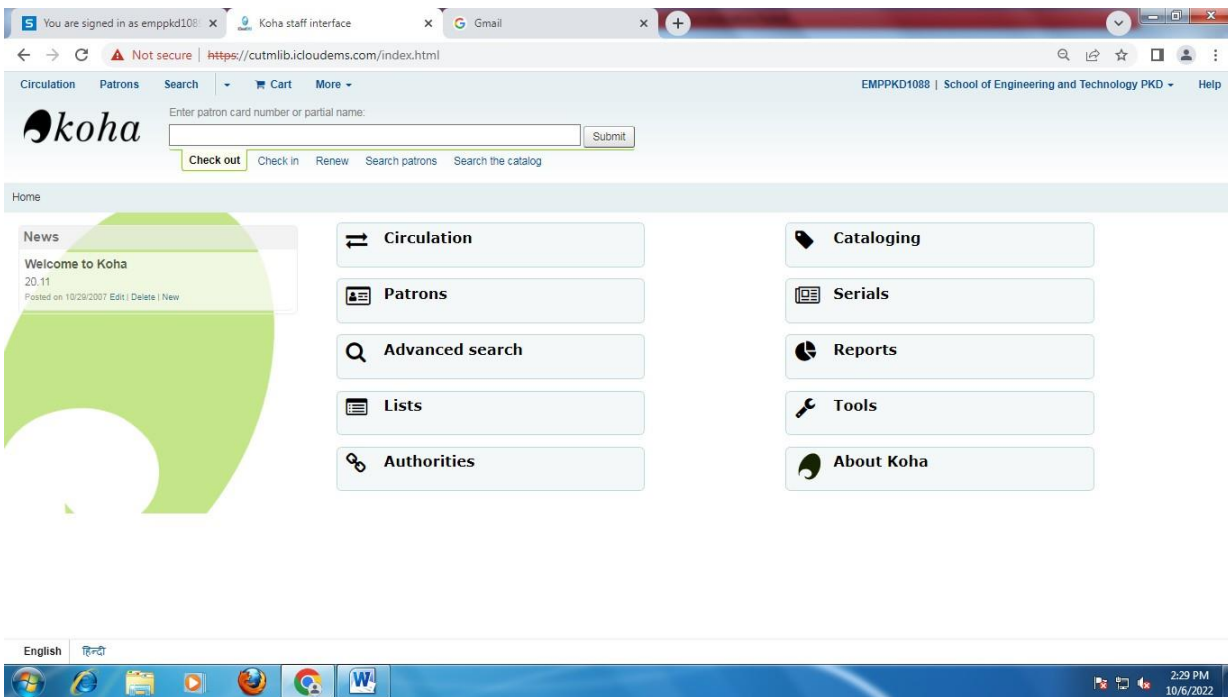 You are signed in as emppkd108
Koha staff interface
Gmail
Not secure | https://cutmlib.icloudems.com/index.html
Circulation Patrons Search Cart More
EMPPKD1088 | School of Engineering and Technology PKD Help
koha
Enter patron card number or partial name:
Submit
Check out Check in Renew Search patrons Search the catalog
Home
News
Welcome to Koha
20.11
Posted on 10/29/2007 Edit | Delete | New
Circulation
Patrons
Advanced search
Lists
Authorities
Cataloging
Serials
Reports
Tools
About Koha
English हिन्दी
2:29 PM
10/6/2022